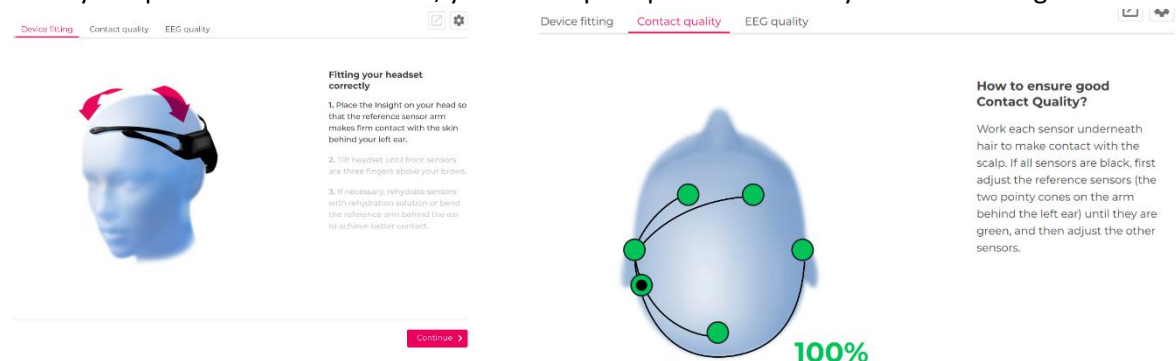 Device fitting Contact quality EEG quality
Fitting your headset
correctly
1. Place the Insight on your head so
that the reference sensor arm
makes firm contact with the skin
behind your left ear.
2. Tilt headset until front sensors
are three fingers above your brows.
3. If necessary, rehydrate sensors
with rehydration solution or bend
the reference arm behind the ear
to achieve better contact.
Continue
Device fitting Contact quality EEG quality
How to ensure good
Contact Quality?
Work each sensor underneath
hair to make contact with the
scalp. If all sensors are black, first
adjust the reference sensors (the
two pointy cones on the arm
behind the left ear) until they are
green, and then adjust the other
sensors.
100%